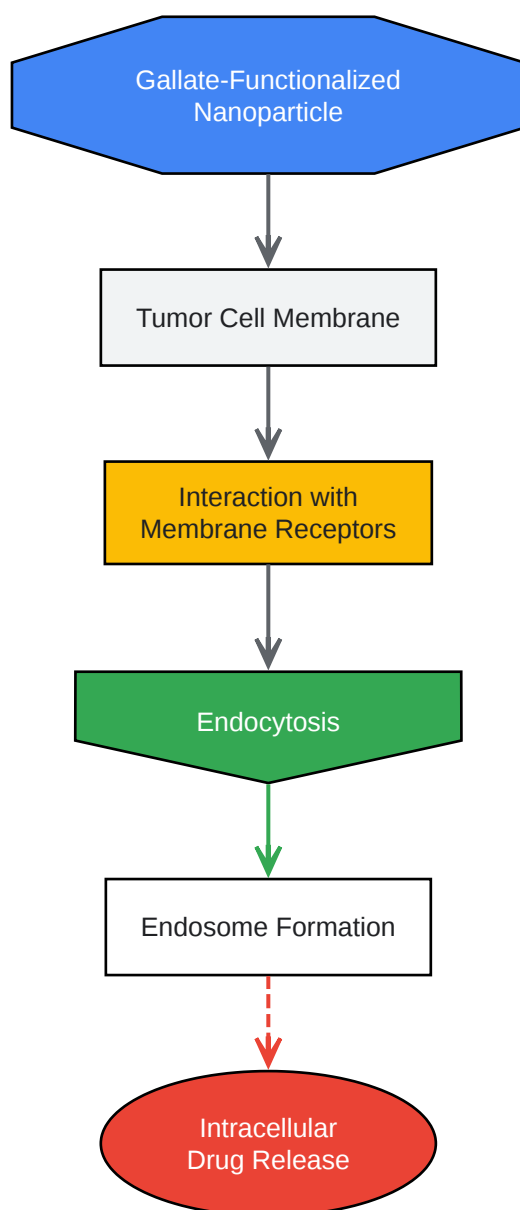 Gallate-Functionalized
Nanoparticle
Tumor Cell Membrane
Interaction with
Membrane Receptors
Endocytosis
Endosome Formation
Intracellular
Drug Release